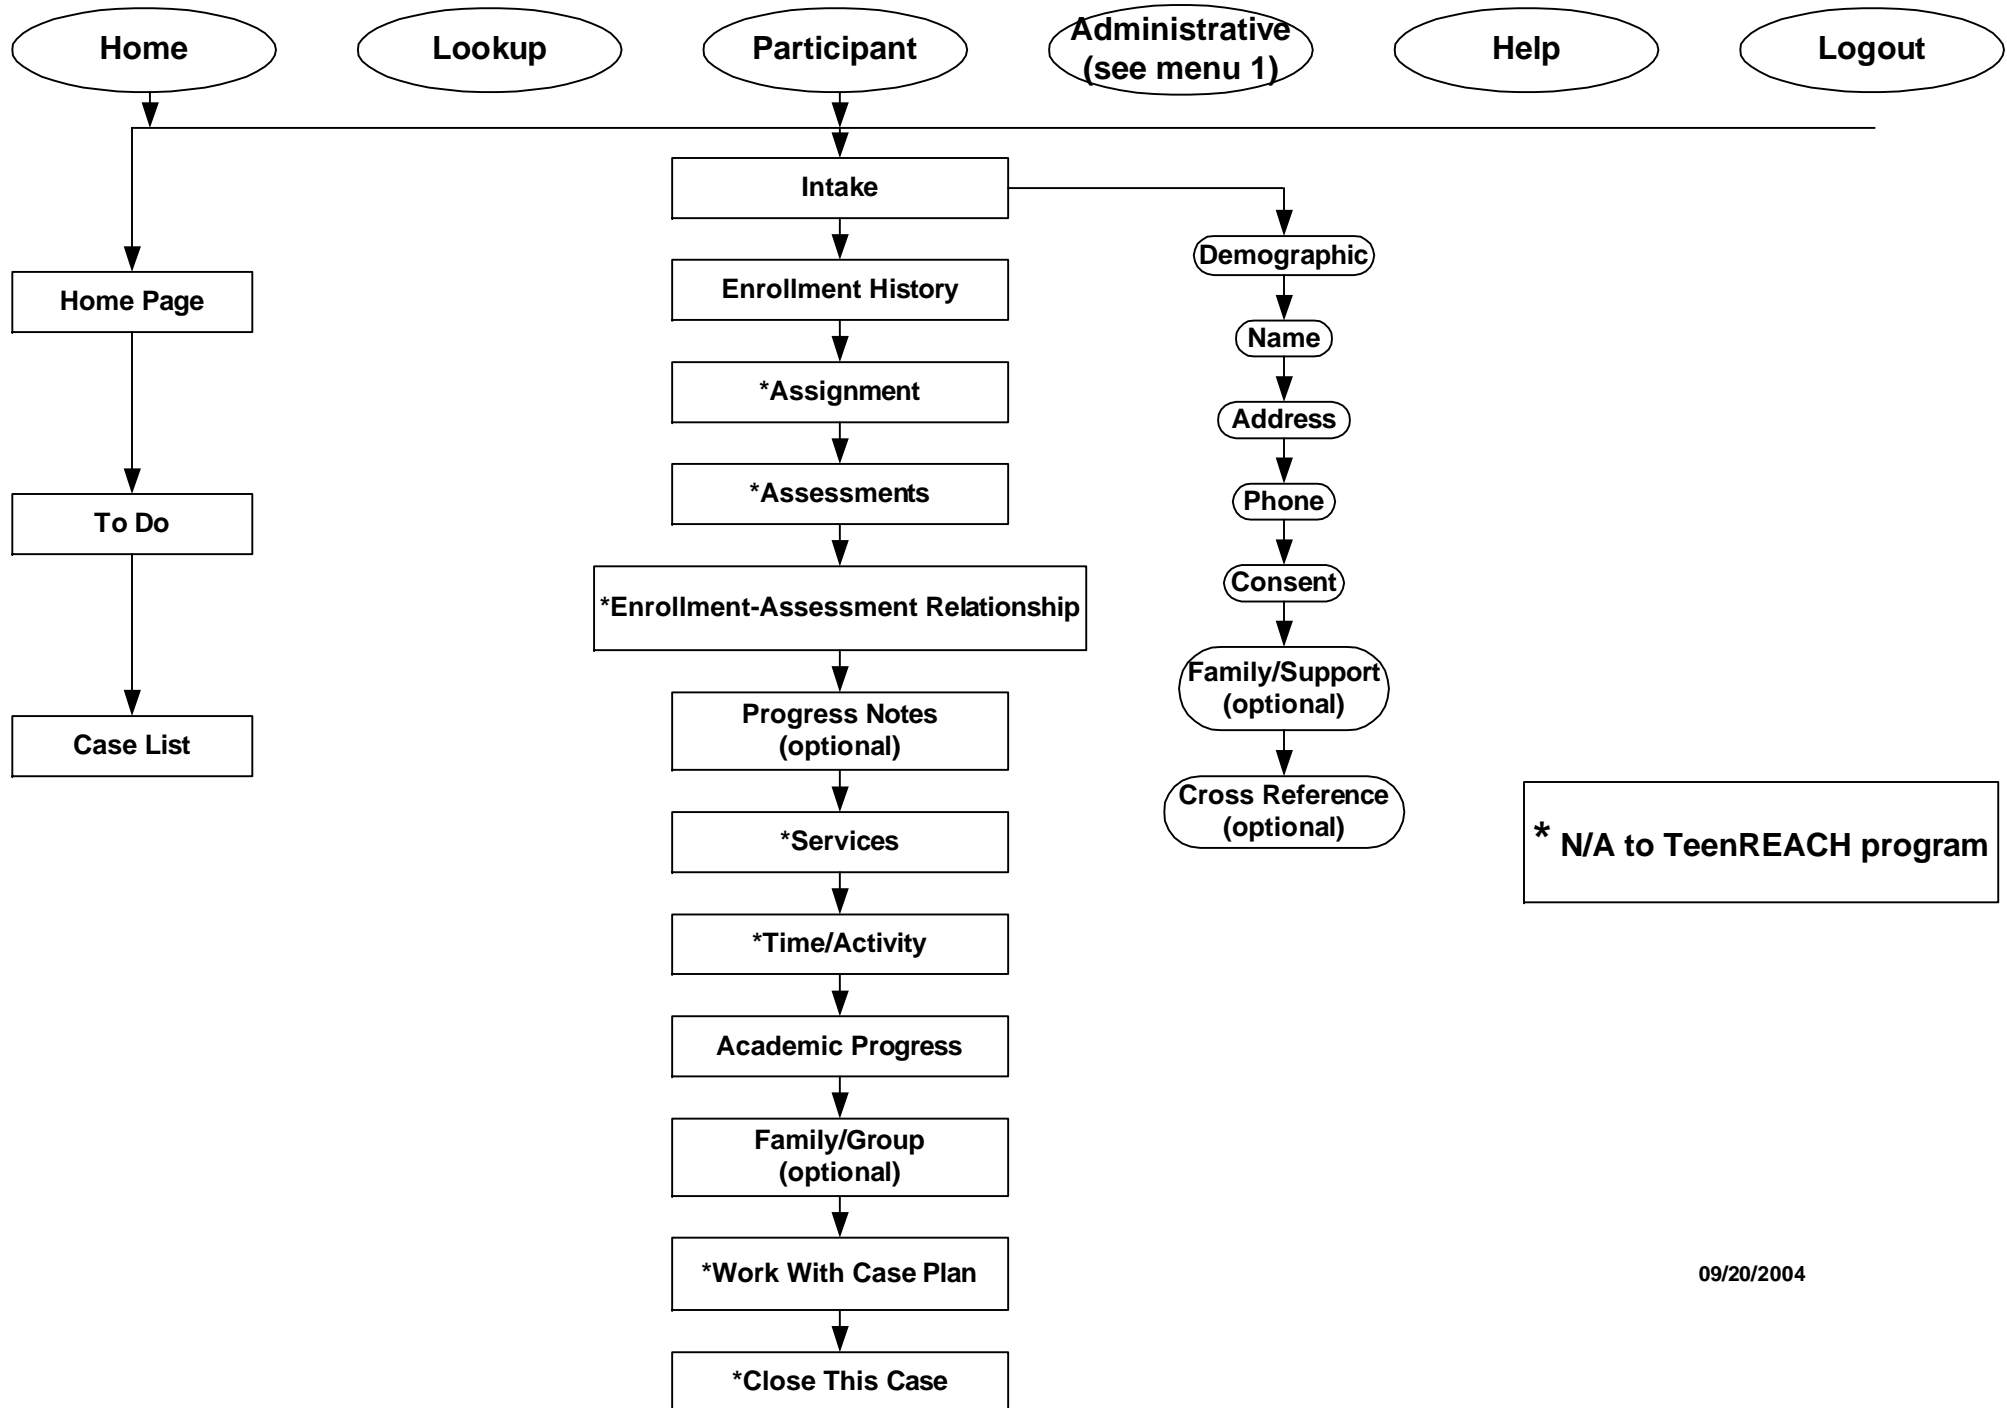 Home
Lookup
Participant
Administrative
(see menu 1)
Help
Logout
Intake
Demographic
Home Page
Enrollment History
Name
*Assignment
Address
*Assessments
Phone
To Do
Consent
*Enrollment-Assessment Relationship
Family/Support
(optional)
Progress Notes
(optional)
Case List
Cross Reference
(optional)
*Services
* N/A to TeenREACH program
*Time/Activity
Academic Progress
Family/Group
(optional)
*Work With Case Plan
09/20/2004
*Close This Case